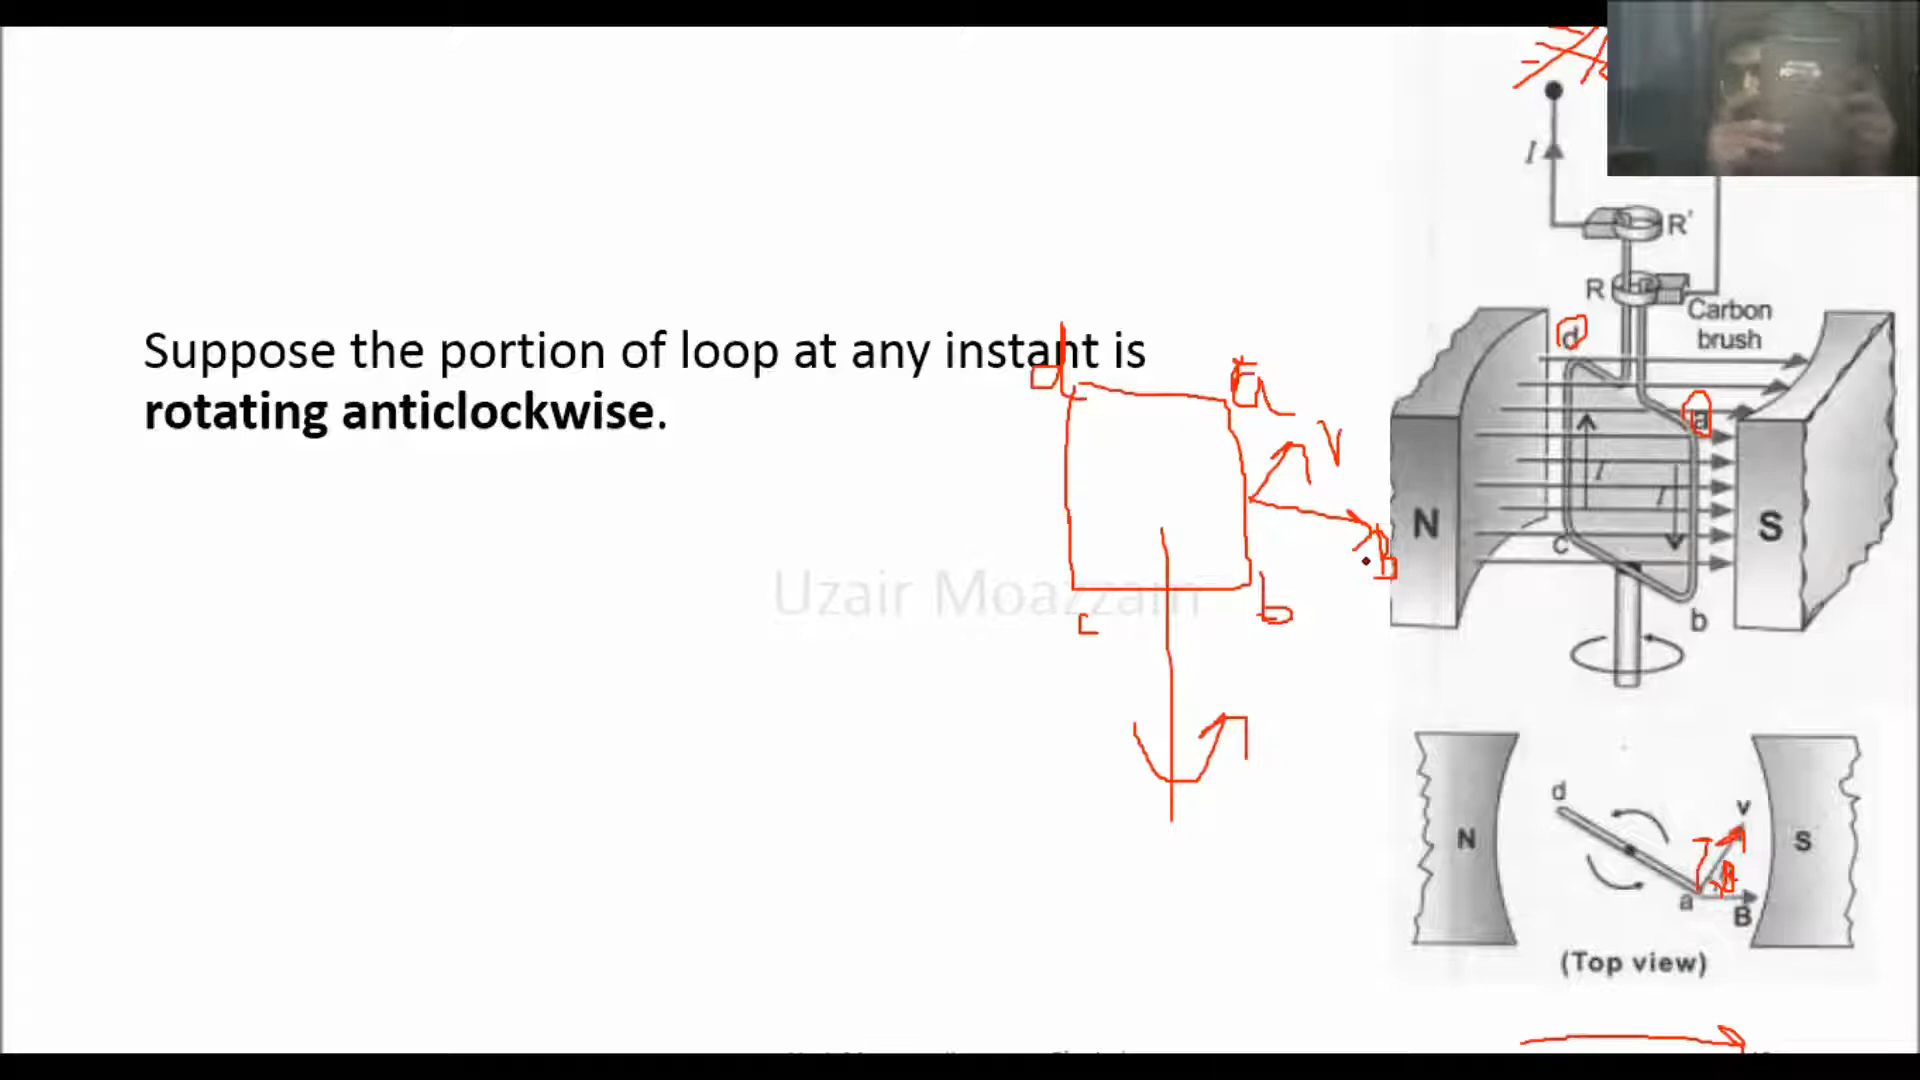 Suppose the portion of loop at any instant is
rotating anticlockwise.
Uzair Moazzam
d
a
V
B
c
b
I
R'
R
Carbon
brush
d
a
I
I
N
S
c
b
d
v
N
S
θ
a
B
(Top view)